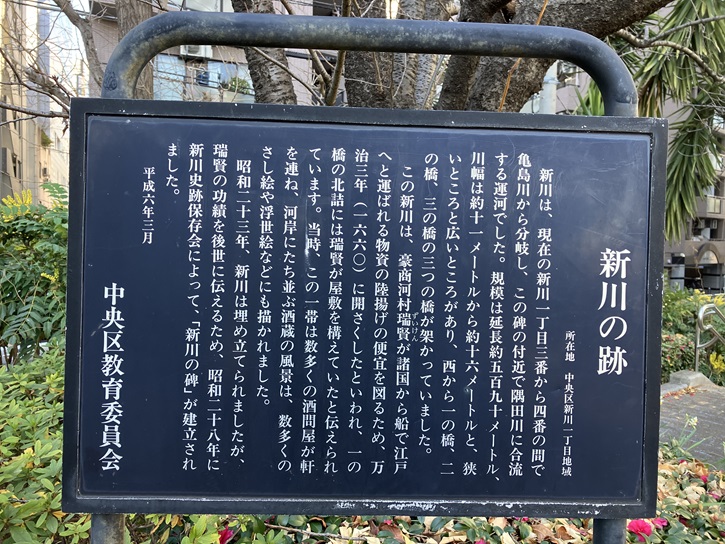 新川の跡
所在地　中央区新川一丁目地域
新川は、現在の新川一丁目三番から四番の間で
亀島川から分岐し、この碑の付近で隅田川に合流
する運河でした。規模は延長約五百九十メートル、
川幅は約十一メートルから約十六メートルと、狭
いところと広いところがあり、西から一の橋、二
の橋、三の橋の三つの橋が架かっていました。
この新川は、豪商河村瑞賢が諸国から船で江戸
ずいけん
へと運ばれる物資の陸揚げの便宜を図るため、万
治三年（一六六〇）に開さくしたといわれ、一の
橋の北詰には瑞賢が屋敷を構えていたと伝えられ
ています。当時、この一帯は数多くの酒問屋が軒
を連ね、河岸にたち並ぶ酒蔵の風景は、数多くの
さし絵や浮世絵などにも描かれました。
昭和二十三年、新川は埋め立てられましたが、
瑞賢の功績を後世に伝えるため、昭和二十八年に
新川史跡保存会によって、「新川の碑」が建立され
ました。
平成六年三月
中央区教育委員会